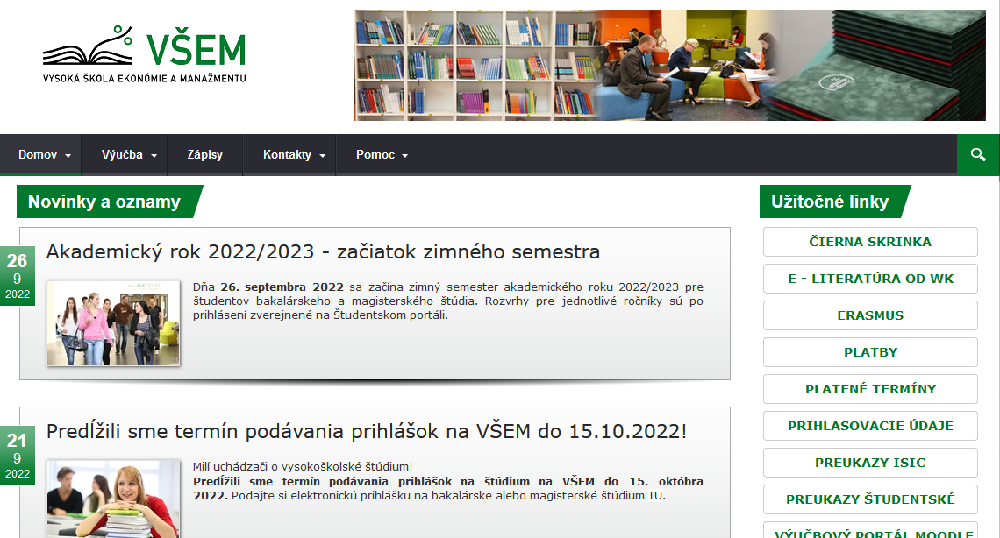 VŠEM
VYSOKÁ ŠKOLA EKONÓMIE A MANAŽMENTU
Domov
Výučba
Zápisy
Kontakty
Pomoc
Novinky a oznamy
26
9
2022
Akademický rok 2022/2023 - začiatok zimného semestra
Dňa 26. septembra 2022 sa začína zimný semester akademického roku 2022/2023 pre
študentov bakalárskeho a magisterského štúdia. Rozvrhy pre jednotlivé ročníky sú po
prihlásení zverejnené na Študentskom portáli.
21
9
2022
Predĺžili sme termín podávania prihlášok na VŠEM do 15.10.2022!
Milí uchádzači o vysokoškolské štúdium!
Predĺžili sme termín podávania prihlášok na štúdium na VŠEM do 15. októbra
2022. Podajte si elektronickú prihlášku na bakalárske alebo magisterské štúdium TU.
Užitočné linky
ČIERNA SKRINKA
E - LITERATÚRA OD WK
ERASMUS
PLATBY
PLATENÉ TERMÍNY
PRIHLASOVACIE ÚDAJE
PREUKAZY ISIC
PREUKAZY ŠTUDENTSKÉ
VÝUČBOVÝ PORTÁL MOODLE